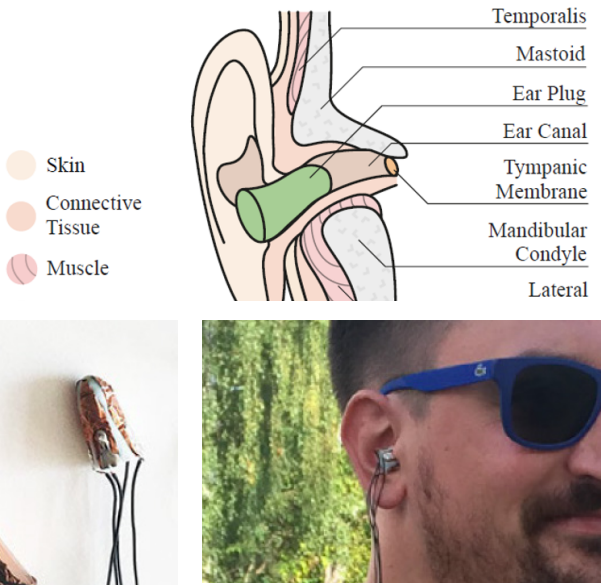 Temporalis
Mastoid
Ear Plug
Ear Canal
Tympanic
Membrane
Mandibular
Condyle
Lateral
Skin
Connective
Tissue
Muscle